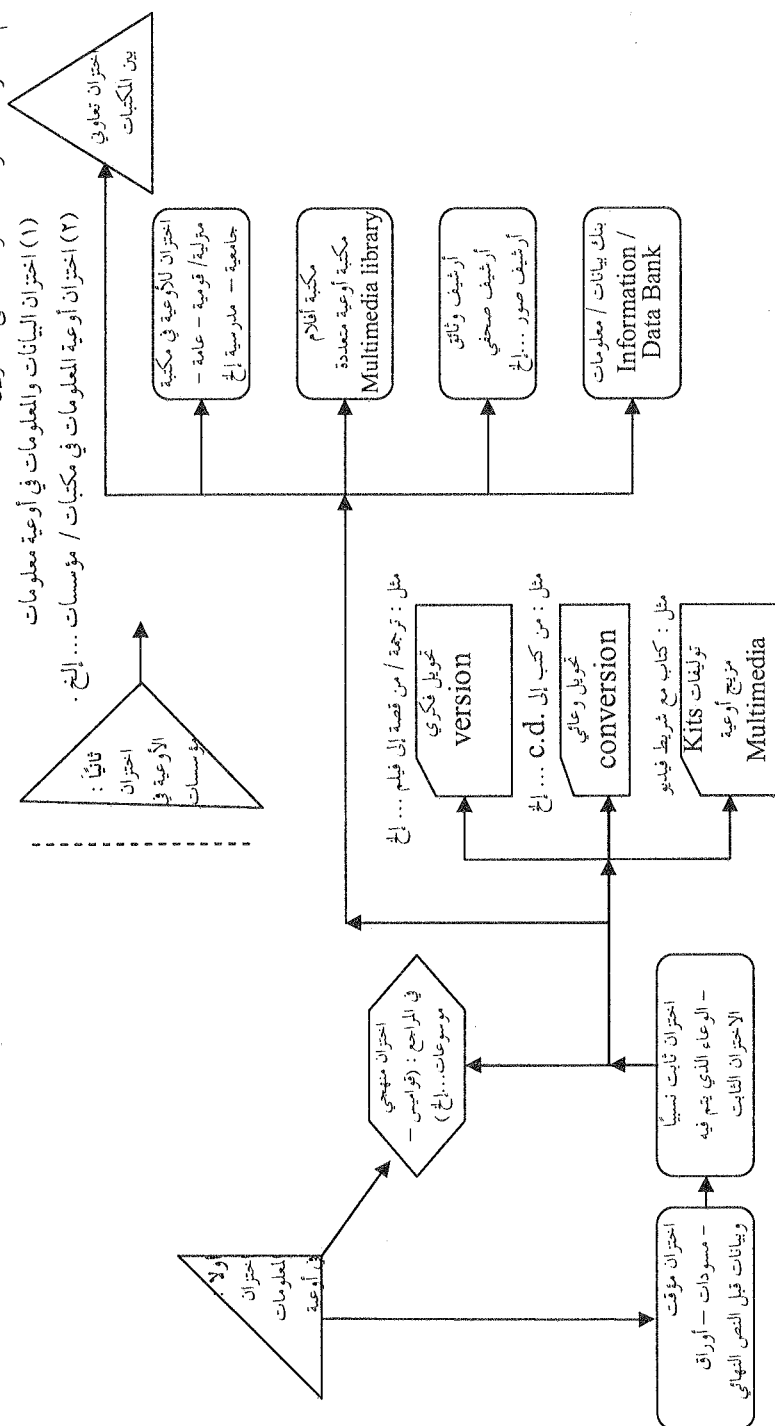 (١) اختزان البيانات والمعلومات في أوعية معلومات
(٢) اختزان أوعية المعلومات في مكتبات / مؤسسات ... إلخ .
أولا :
اختزان
المعلومات
في أوعية
اختزان مؤقت
- مسودات – أوراق
وبيانات قبل النص النهائي
اختزان ثابت نسبيًا
- الوعاء الذي يتم فيه
الاختزان الثابت
اختزان منهجي
في المراجع : (قواميس –
موسوعات...إلخ )
مثل : ترجمة / من قصة إلى فيلم ... إلخ
تحويل فكري
version
مثل : من كتب إلى c.d. ... إلخ
تحويل وعائي
conversion
مثل : كتاب مع شريط فيديو
توليفات Kits
مزيج أوعية
Multimedia
ثانيًا :
اختزان
الأوعية في
مؤسسات
اختزان تعاوني
بين المكتبات
اختزان للأوعية في مكتبة
منزلية/ قومية – عامة –
جامعية – مدرسية إلخ
مكتبة أفلام
مكتبة أوعية متعددة
Multimedia library
أرشيف وثائق
أرشيف صحفي
أرشيف صور ...إلخ
بنك بيانات / معلومات
Information /
Data Bank